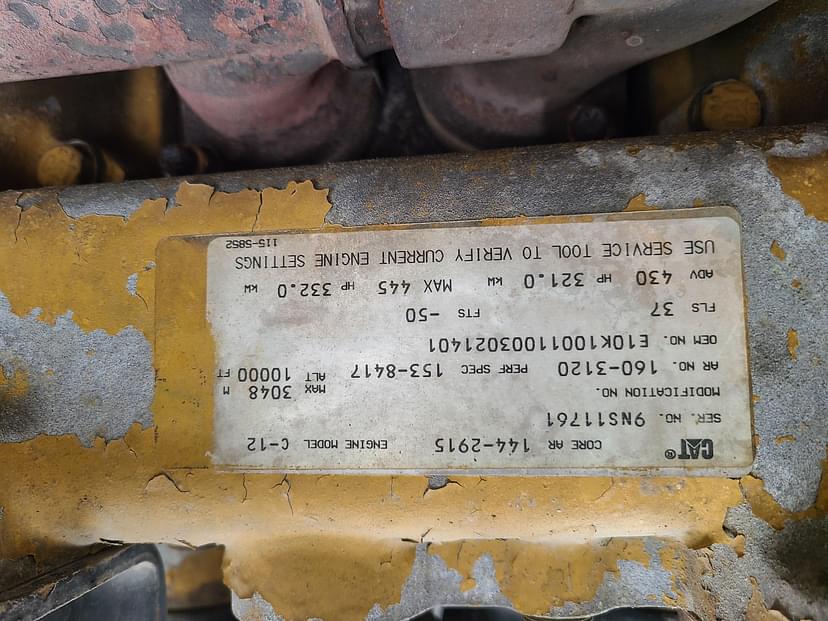 CAT® CORE AR 144-2915 ENGINE MODEL C-12
SER. NO. 9NS11761
MODIFICATION NO. MAX 3048 M
AR NO. 160-3120 PERF SPEC 153-8417 ALT 10000 FT
OEM NO. E10K10011003021401
FLS 37 FTS -50
ADV 430 HP 321.0 KW MAX 445 HP 332.0 KW
USE SERVICE TOOL TO VERIFY CURRENT ENGINE SETTINGS
115-5852